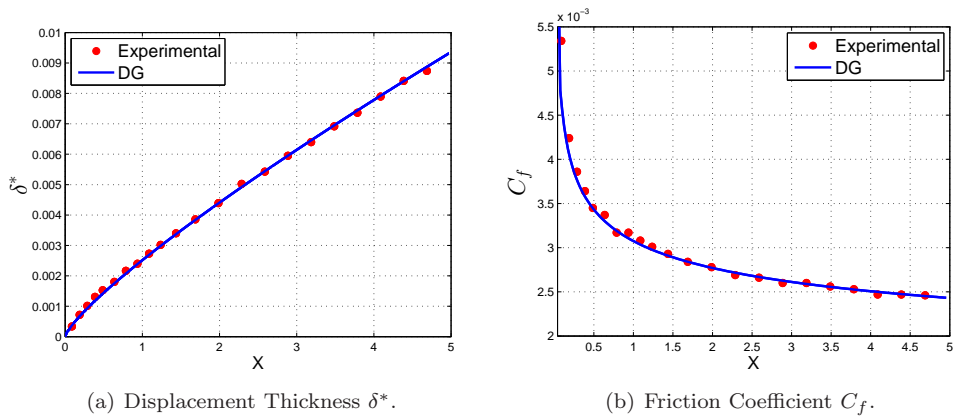 0.01
0.009
0.008
0.007
0.006
0.005
0.004
0.003
0.002
0.001
0
δ*
Experimental
DG
0 1 2 3 4 5
X
(a) Displacement Thickness δ*.
x 10⁻³
5.5
5
4.5
4
3.5
3
2.5
2
C_f
Experimental
DG
0.5 1 1.5 2 2.5 3 3.5 4 4.5 5
X
(b) Friction Coefficient C_f.